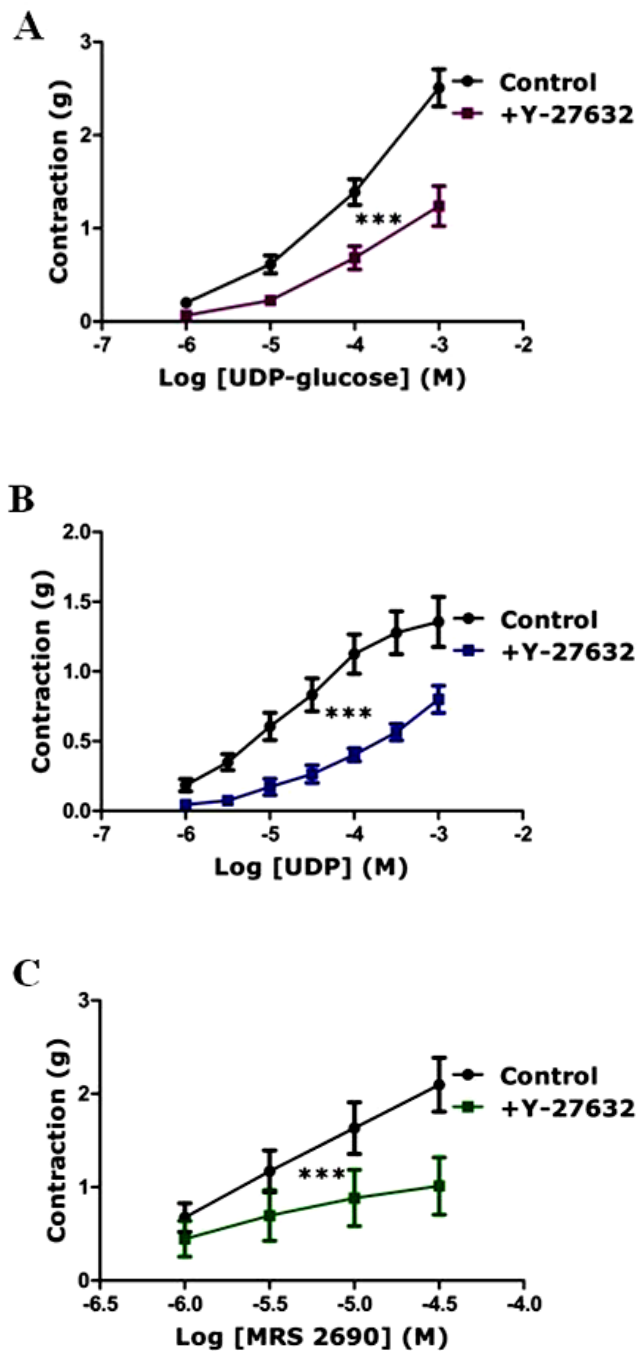 A
3
2
1
0
Contraction (g)
Control
+Y-27632
***
-7
-6
-5
-4
-3
-2
Log [UDP-glucose] (M)
B
2.0
1.5
1.0
0.5
0.0
Contraction (g)
Control
+Y-27632
***
-7
-6
-5
-4
-3
-2
Log [UDP] (M)
C
3
2
1
0
Contraction (g)
Control
+Y-27632
***
-6.5
-6.0
-5.5
-5.0
-4.5
-4.0
Log [MRS 2690] (M)